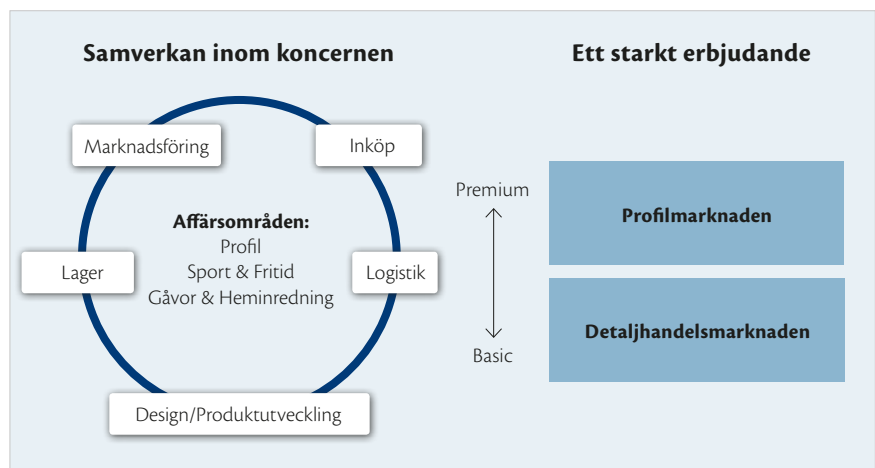 Samverkan inom koncernen
Marknadsföring
Inköp
Affärsområden:
Profil
Sport & Fritid
Gåvor & Heminredning
Lager
Logistik
Design/Produktutveckling
Ett starkt erbjudande
Premium
Basic
Profilmarknaden
Detaljhandelsmarknaden